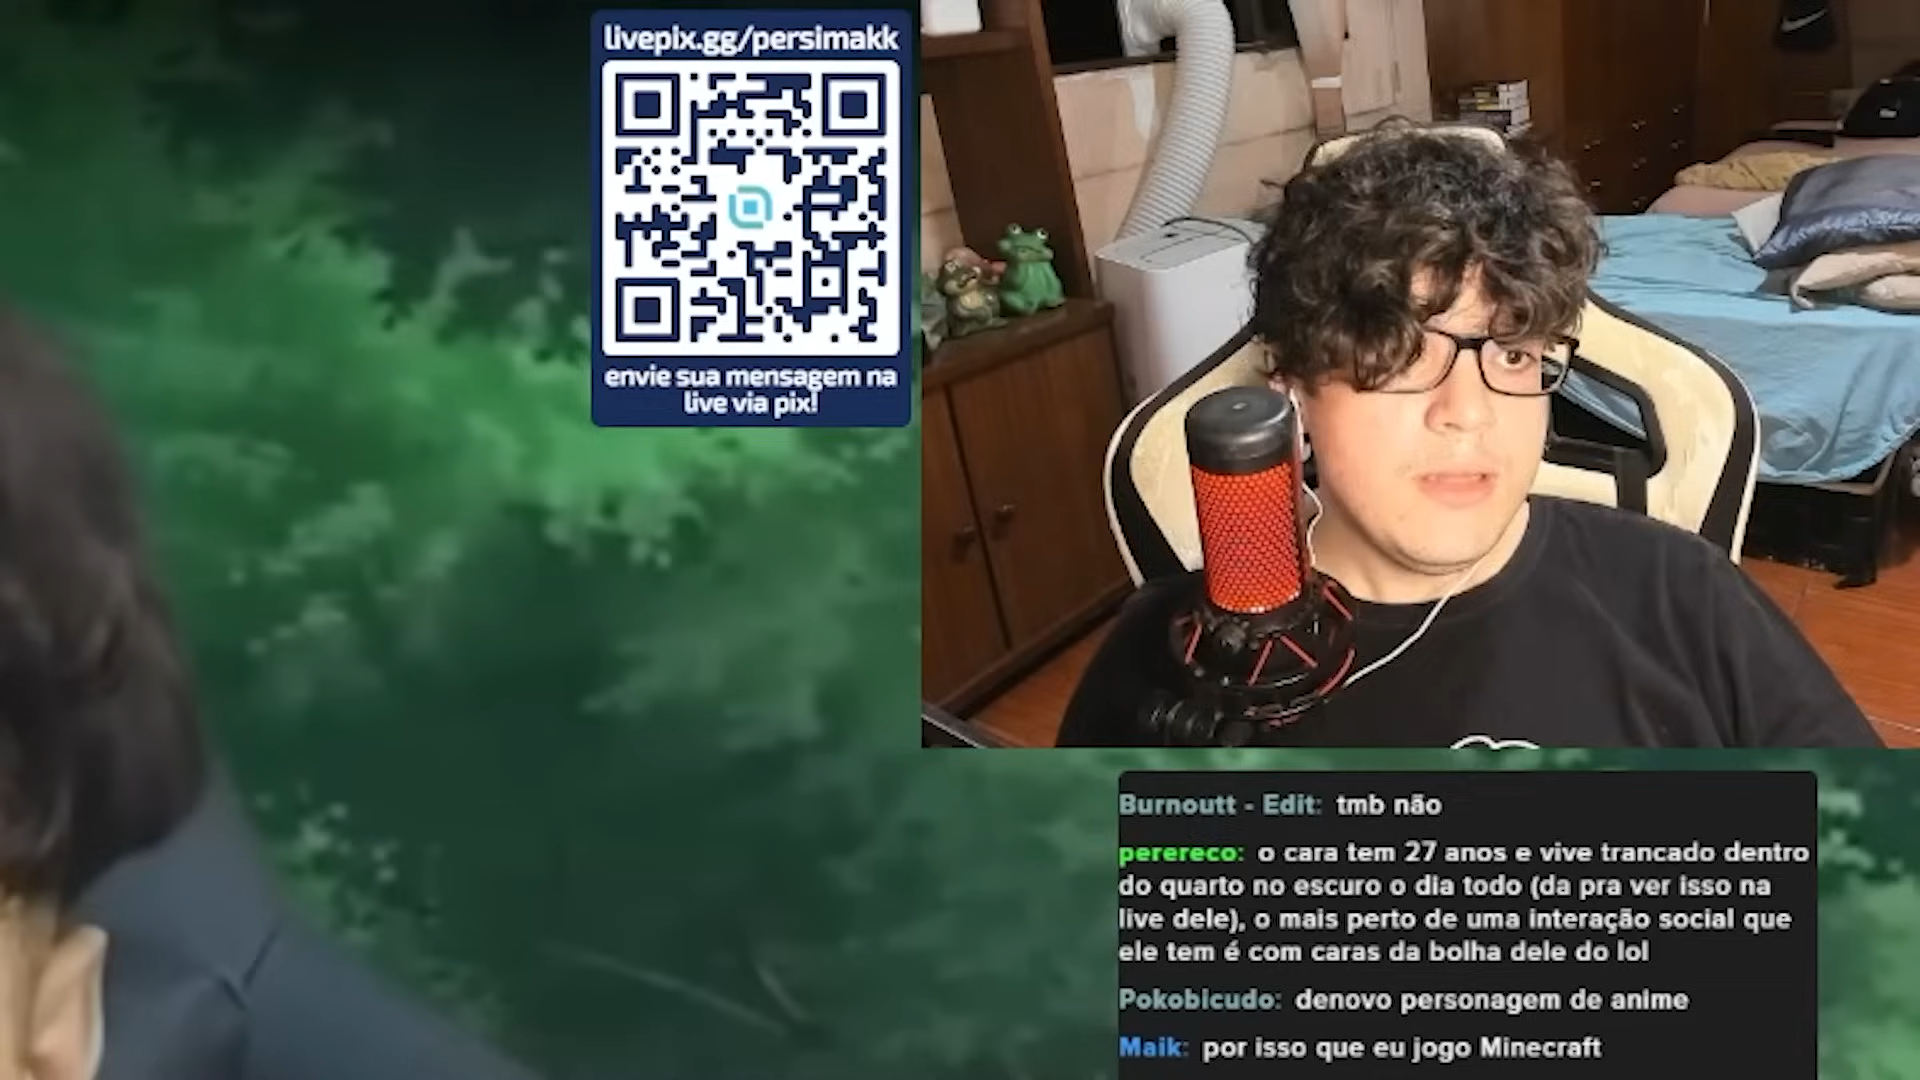 livepix.gg/persimakk
envie sua mensagem na
live via pix!
Burnoutt - Edit: tmb não
perereco: o cara tem 27 anos e vive trancado dentro
do quarto no escuro o dia todo (da pra ver isso na
live dele), o mais perto de uma interação social que
ele tem é com caras da bolha dele do lol
Pokobicudo: denovo personagem de anime
Maik: por isso que eu jogo Minecraft